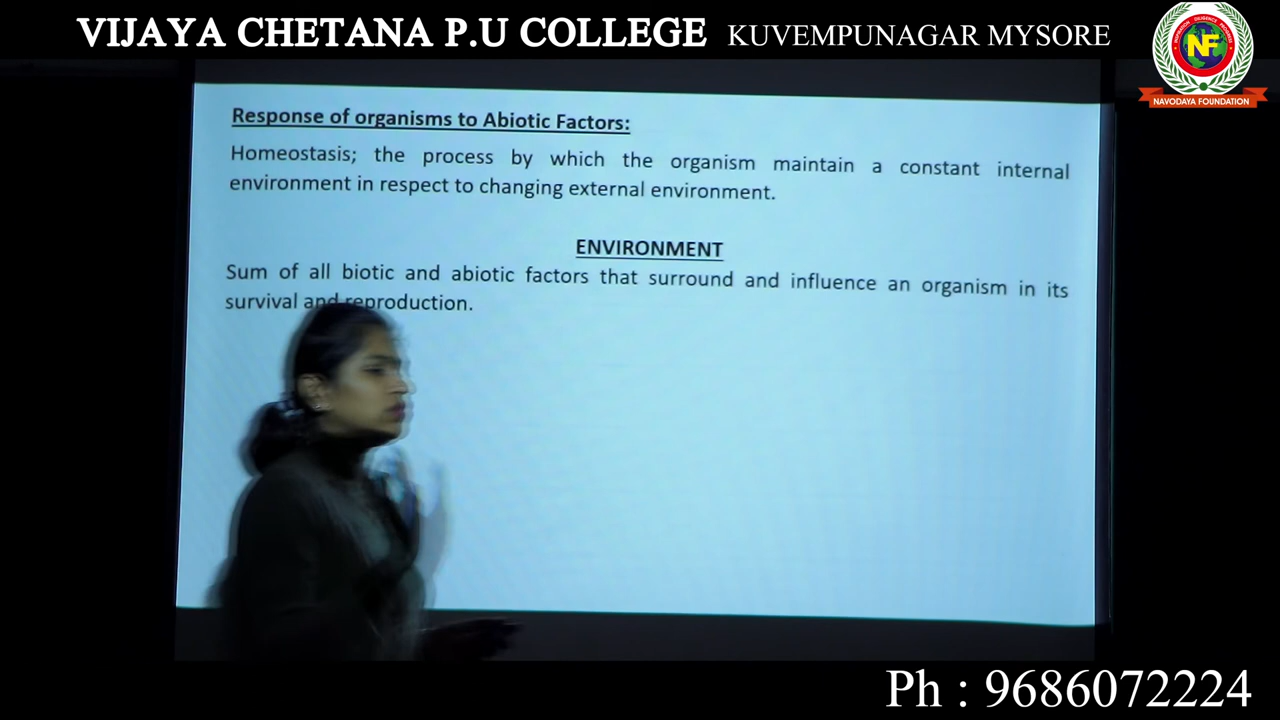 VIJAYA CHETANA P.U COLLEGE KUVEMPUNAGAR MYSORE
NF
NAVODAYA FOUNDATION
Response of organisms to Abiotic Factors:
Homeostasis; the process by which the organism maintain a constant internal
environment in respect to changing external environment.
ENVIRONMENT
Sum of all biotic and abiotic factors that surround and influence an organism in its
survival and reproduction.
Ph : 9686072224